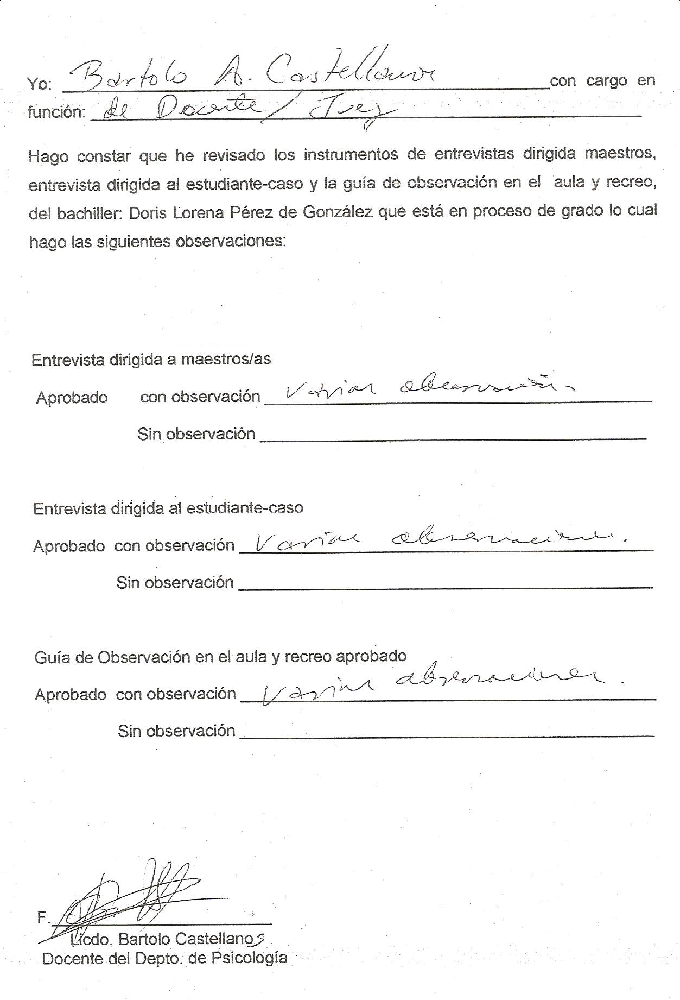 Yo: Bartolo A. Castellanos con cargo en
función: de Docente / Juez
Hago constar que he revisado los instrumentos de entrevistas dirigida maestros,
entrevista dirigida al estudiante-caso y la guía de observación en el aula y recreo,
del bachiller: Doris Lorena Pérez de González que está en proceso de grado lo cual
hago las siguientes observaciones:
Entrevista dirigida a maestros/as
Aprobado con observación Varias observación.
Sin observación
Entrevista dirigida al estudiante-caso
Aprobado con observación Varias observaciones.
Sin observación
Guía de Observación en el aula y recreo aprobado
Aprobado con observación Varias observaciones.
Sin observación
F.
Licdo. Bartolo Castellanos
Docente del Depto. de Psicología